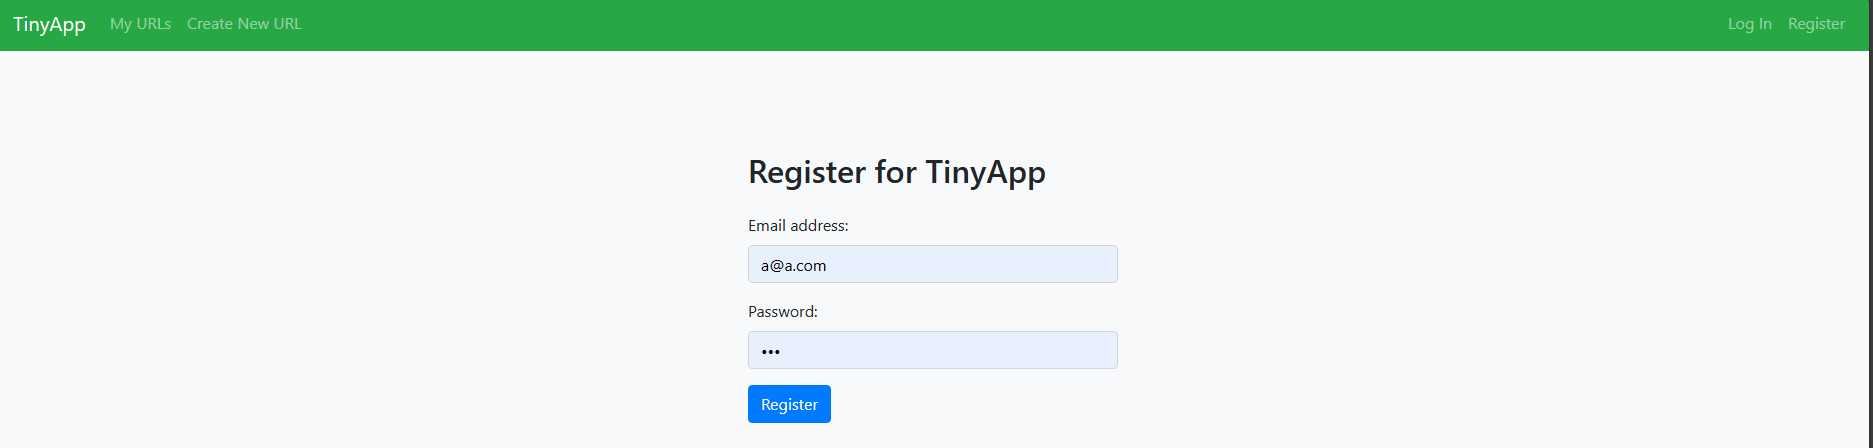 TinyApp My URLs Create New URL Log In Register
Register for TinyApp
Email address:
a@a.com
Password:
•••
Register